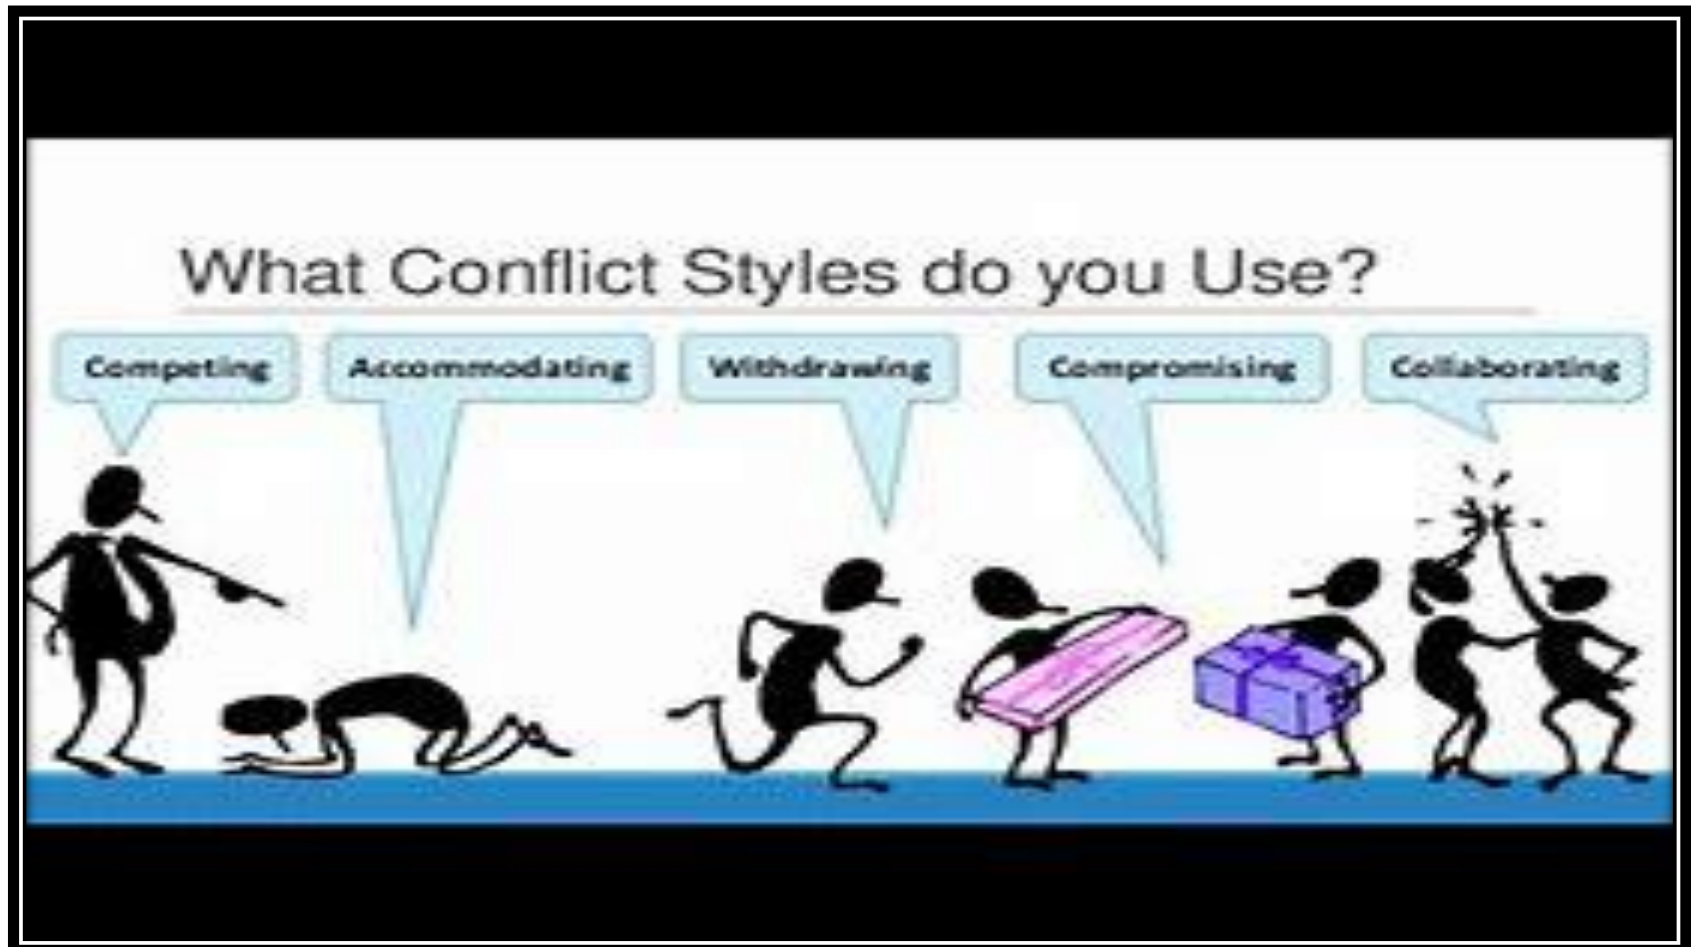 What Conflict Styles do you Use?
Competing
Accommodating
Withdrawing
Compromising
Collaborating